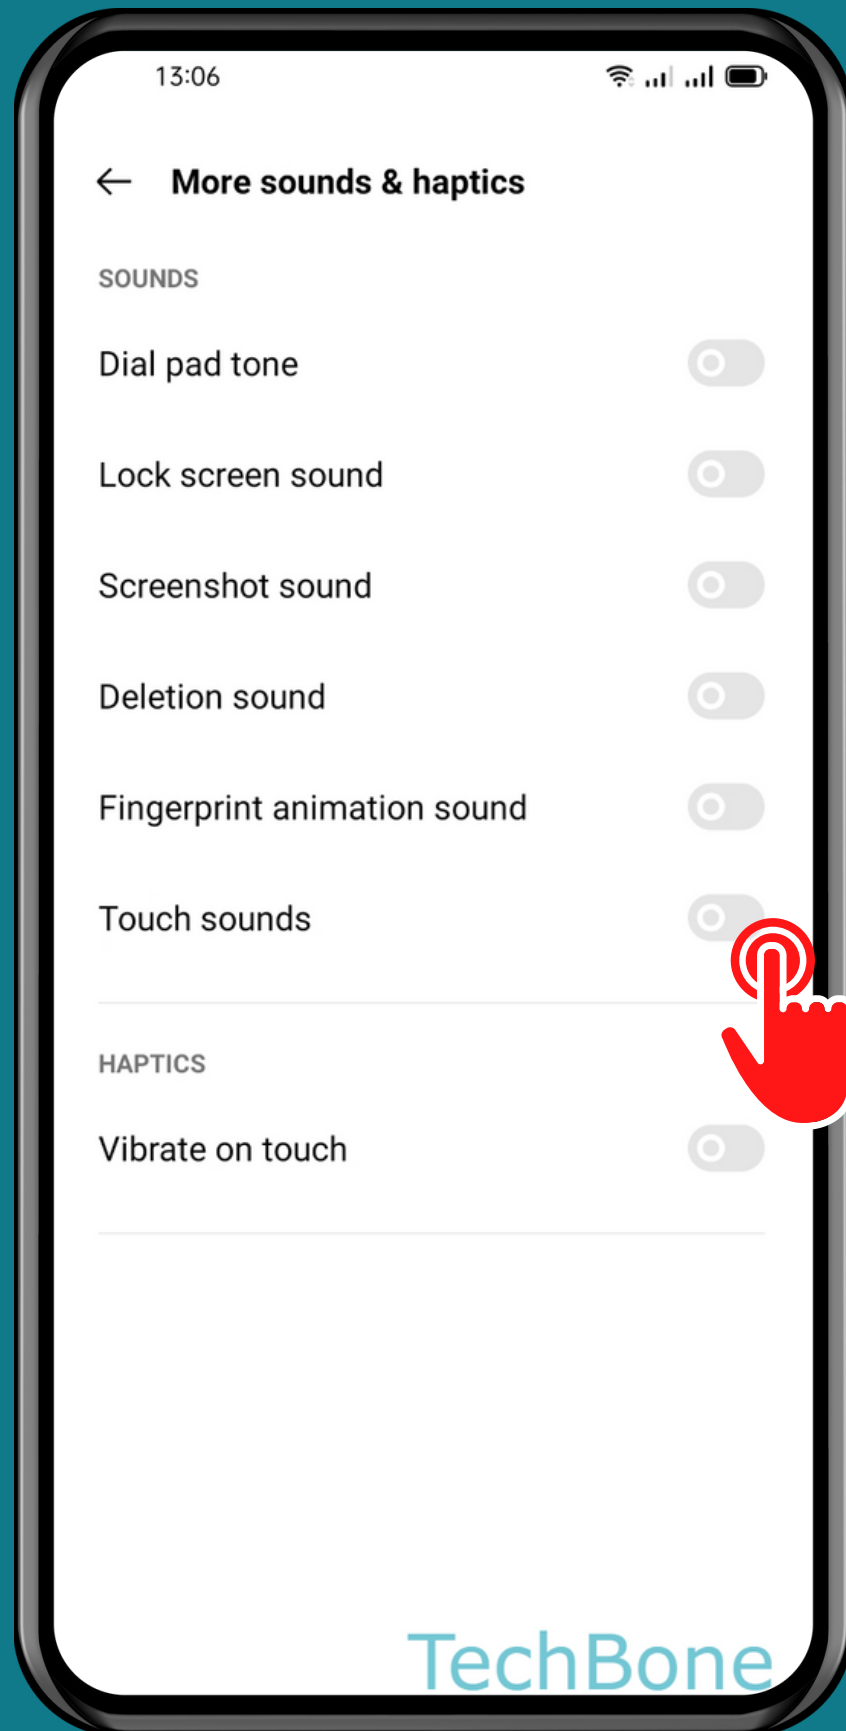 13:06
More sounds & haptics
SOUNDS
Dial pad tone
Lock screen sound
Screenshot sound
Deletion sound
Fingerprint animation sound
Touch sounds
HAPTICS
Vibrate on touch
TechBone